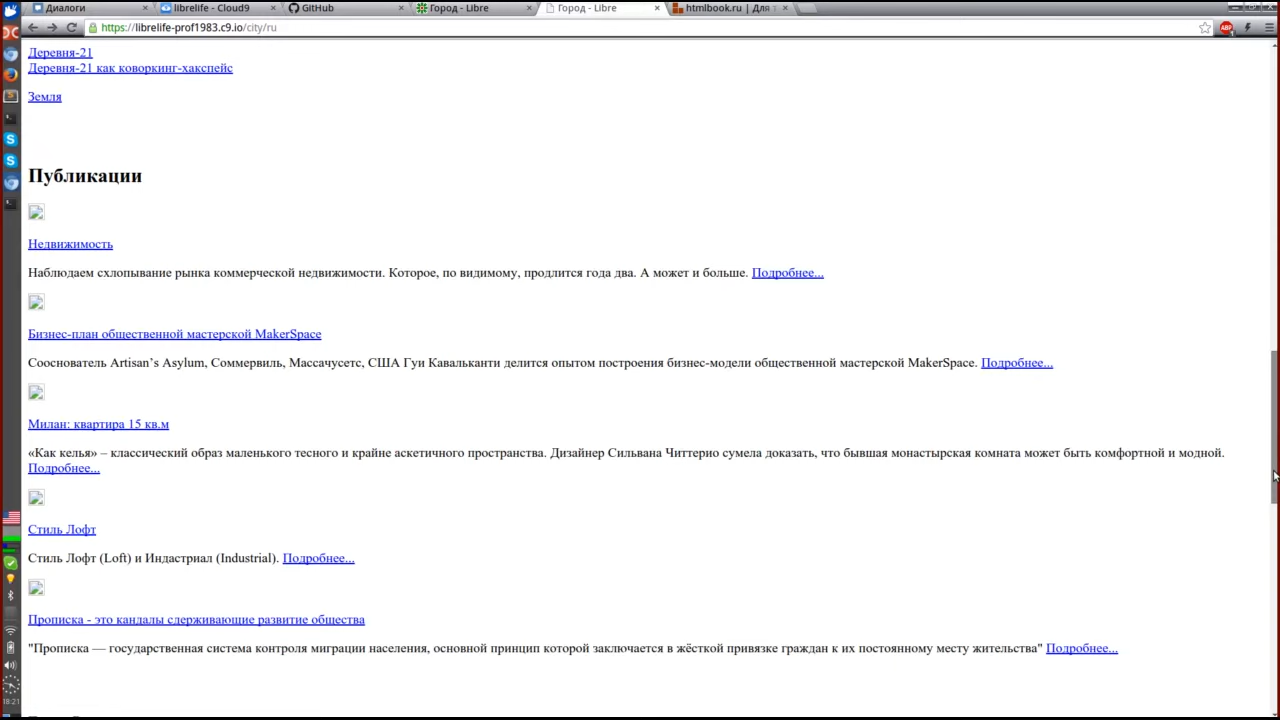 Диалоги
librelife - Cloud9
GitHub
Город - Libre
Город - Libre
htmlbook.ru | Для т
https://librelife-prof1983.c9.io/city/ru
ABP
Деревня-21
Деревня-21 как коворкинг-хакспейс
Земля
Публикации
Недвижимость
Наблюдаем схлопывание рынка коммерческой недвижимости. Которое, по видимому, продлится года два. А может и больше. Подробнее...
Бизнес-план общественной мастерской MakerSpace
Сооснователь Artisan’s Asylum, Соммервиль, Массачусетс, США Гуи Кавальканти делится опытом построения бизнес-модели общественной мастерской MakerSpace. Подробнее...
Милан: квартира 15 кв.м
«Как келья» – классический образ маленького тесного и крайне аскетичного пространства. Дизайнер Сильвана Читтерио сумела доказать, что бывшая монастырская комната может быть комфортной и модной.
Подробнее...
Стиль Лофт
Стиль Лофт (Loft) и Индастриал (Industrial). Подробнее...
Прописка - это кандалы сдерживающие развитие общества
"Прописка — государственная система контроля миграции населения, основной принцип которой заключается в жёсткой привязке граждан к их постоянному месту жительства" Подробнее...
18:21